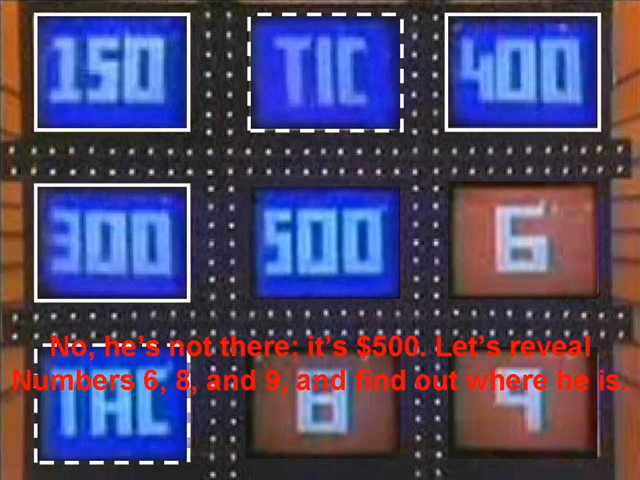 150 TIC 400
300 500 6
No, he's not there; it's $500. Let's reveal
Numbers 6, 8, and 9, and find out where he is.
TAC 8 9